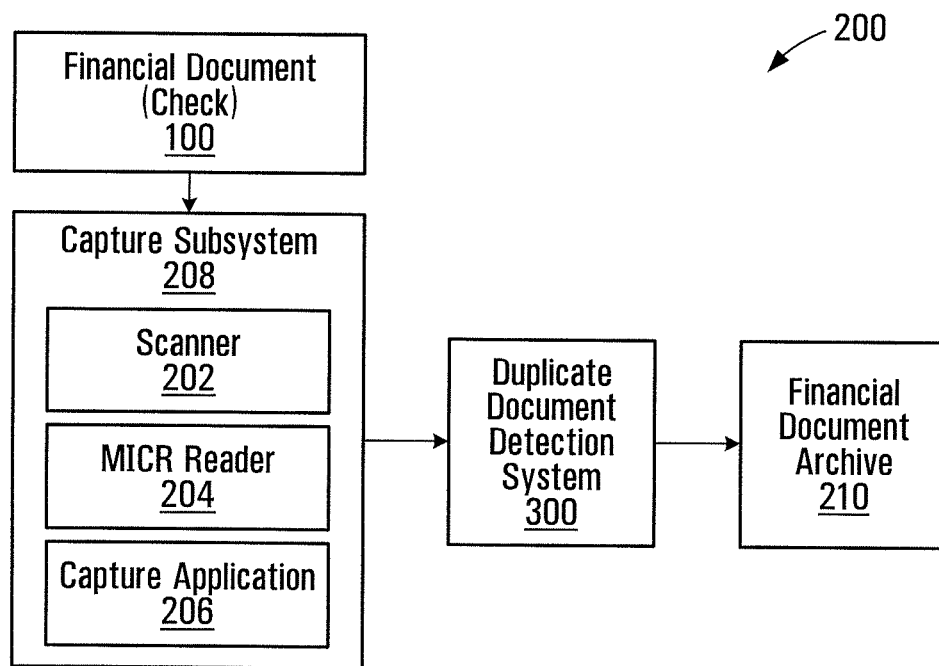 200
Financial Document
(Check)
100
Capture Subsystem
208
Scanner
202
MICR Reader
204
Capture Application
206
Duplicate
Document
Detection
System
300
Financial
Document
Archive
210